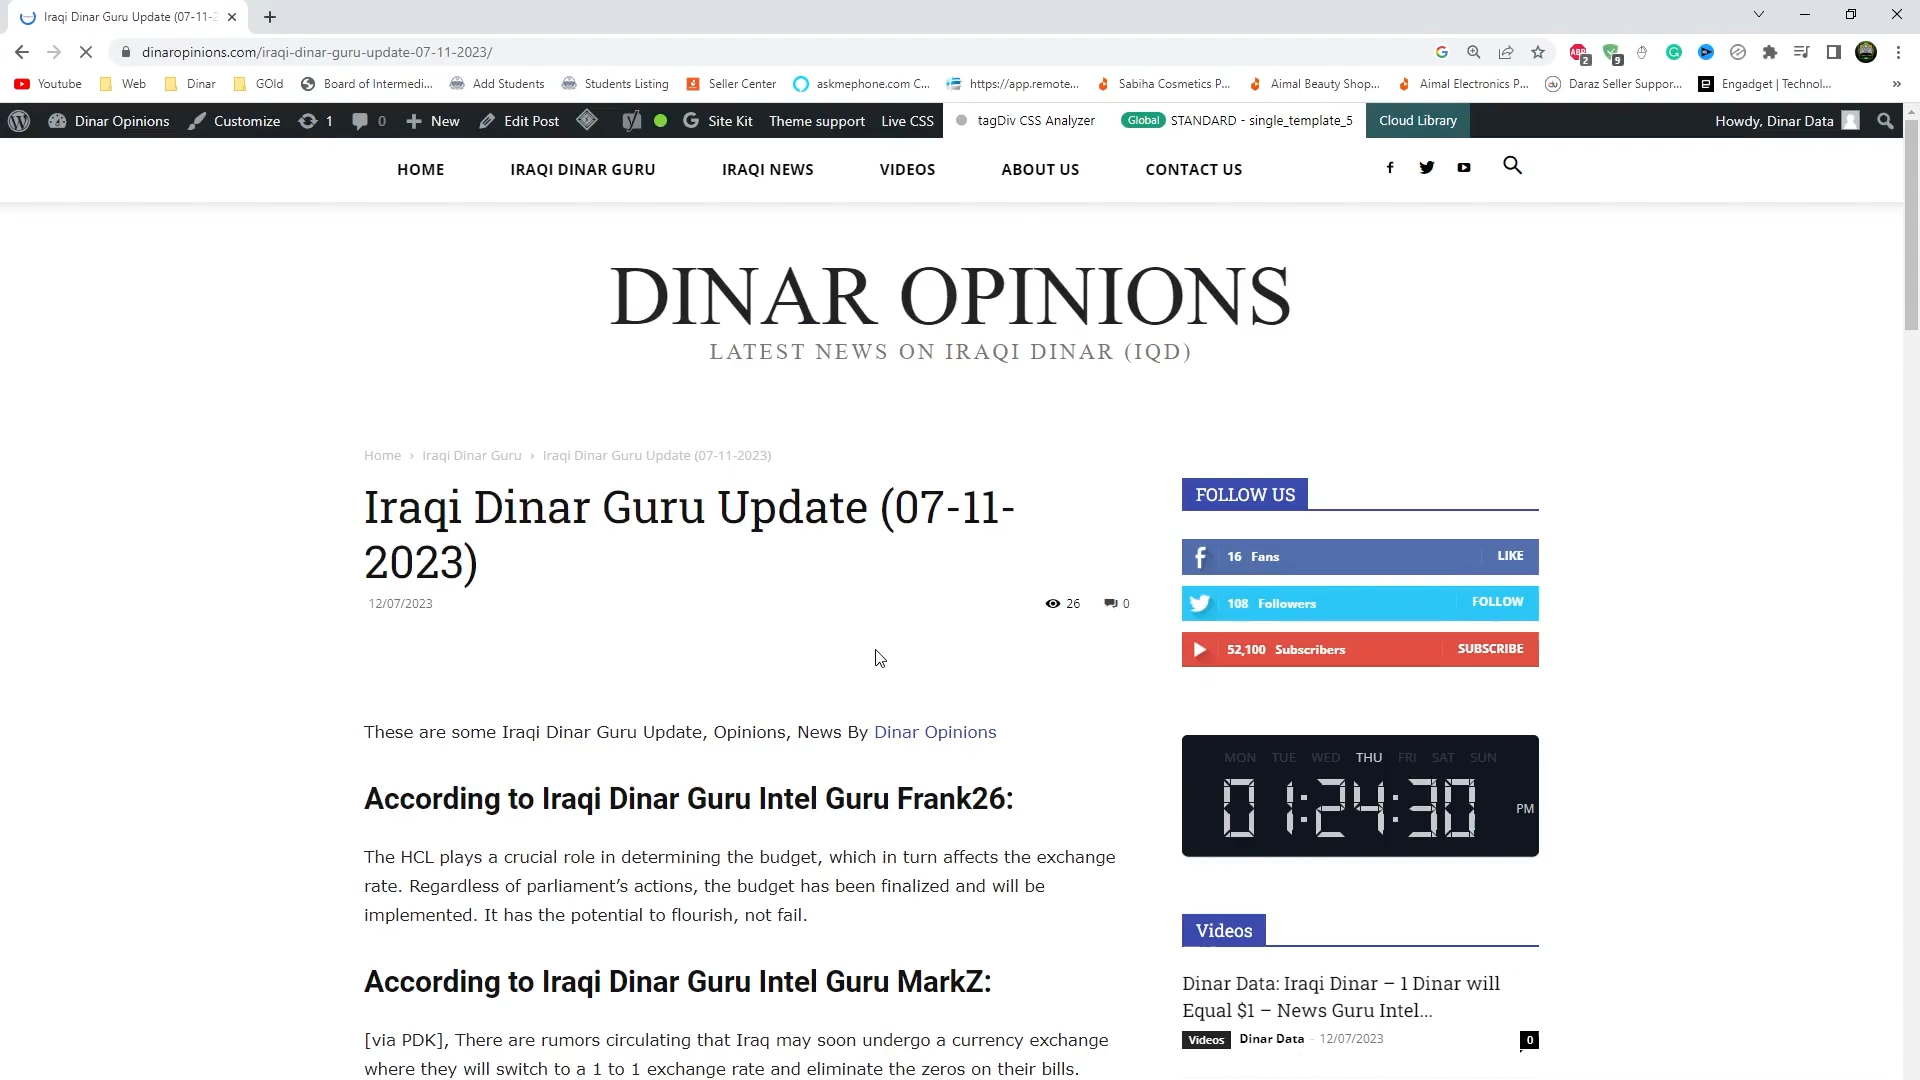 Iraqi Dinar Guru Update (07-11-2
dinaropinions.com/iraqi-dinar-guru-update-07-11-2023/
2
9
Youtube
Web
Dinar
GOld
Board of Intermedi...
Add Students
Students Listing
Seller Center
askmephone.com C...
https://app.remote...
Sabiha Cosmetics P...
Aimal Beauty Shop...
Aimal Electronics P...
Daraz Seller Suppor...
Engadget | Technol...
»
Dinar Opinions
Customize
1
0
New
Edit Post
Site Kit
Theme support
Live CSS
tagDiv CSS Analyzer
Global STANDARD - single_template_5
Cloud Library
Howdy, Dinar Data
HOME
IRAQI DINAR GURU
IRAQI NEWS
VIDEOS
ABOUT US
CONTACT US
DINAR OPINIONS
LATEST NEWS ON IRAQI DINAR (IQD)
Home › Iraqi Dinar Guru › Iraqi Dinar Guru Update (07-11-2023)
Iraqi Dinar Guru Update (07-11-
2023)
12/07/2023
26
0
These are some Iraqi Dinar Guru Update, Opinions, News By Dinar Opinions
According to Iraqi Dinar Guru Intel Guru Frank26:
The HCL plays a crucial role in determining the budget, which in turn affects the exchange
rate. Regardless of parliament’s actions, the budget has been finalized and will be
implemented. It has the potential to flourish, not fail.
According to Iraqi Dinar Guru Intel Guru MarkZ:
[via PDK], There are rumors circulating that Iraq may soon undergo a currency exchange
where they will switch to a 1 to 1 exchange rate and eliminate the zeros on their bills.
FOLLOW US
16 Fans LIKE
108 Followers FOLLOW
52,100 Subscribers SUBSCRIBE
MON TUE WED THU FRI SAT SUN
01:24:30 PM
Videos
Dinar Data: Iraqi Dinar – 1 Dinar will
Equal $1 – News Guru Intel...
Videos Dinar Data - 12/07/2023 0